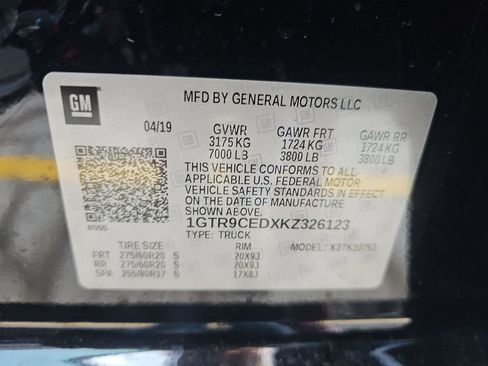 GM
MFD BY GENERAL MOTORS LLC
04/19 GVWR GAWR FRT GAWR RR
3175 KG 1724 KG 1724 KG
7000 LB 3800 LB 3800 LB
THIS VEHICLE CONFORMS TO ALL
APPLICABLE U.S. FEDERAL MOTOR
VEHICLE SAFETY STANDARDS IN EFFECT
ON THE DATE OF MANUFACTURE
SHOWN ABOVE.
1GTR9CEDXKZ326123
TYPE: TRUCK
TIRE SIZE RIM
FRT 275/60R20 S 20X9J
RR 275/60R20 S 20X9J
SPA 255/80R17 S 17X8J